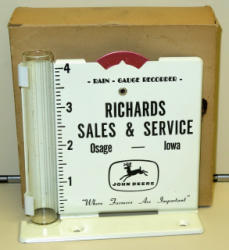 - RAIN - GAUGE RECORDER -
RICHARDS
SALES & SERVICE
Osage — Iowa
JOHN DEERE
"Where Farmers Are Important"
4
3
2
1